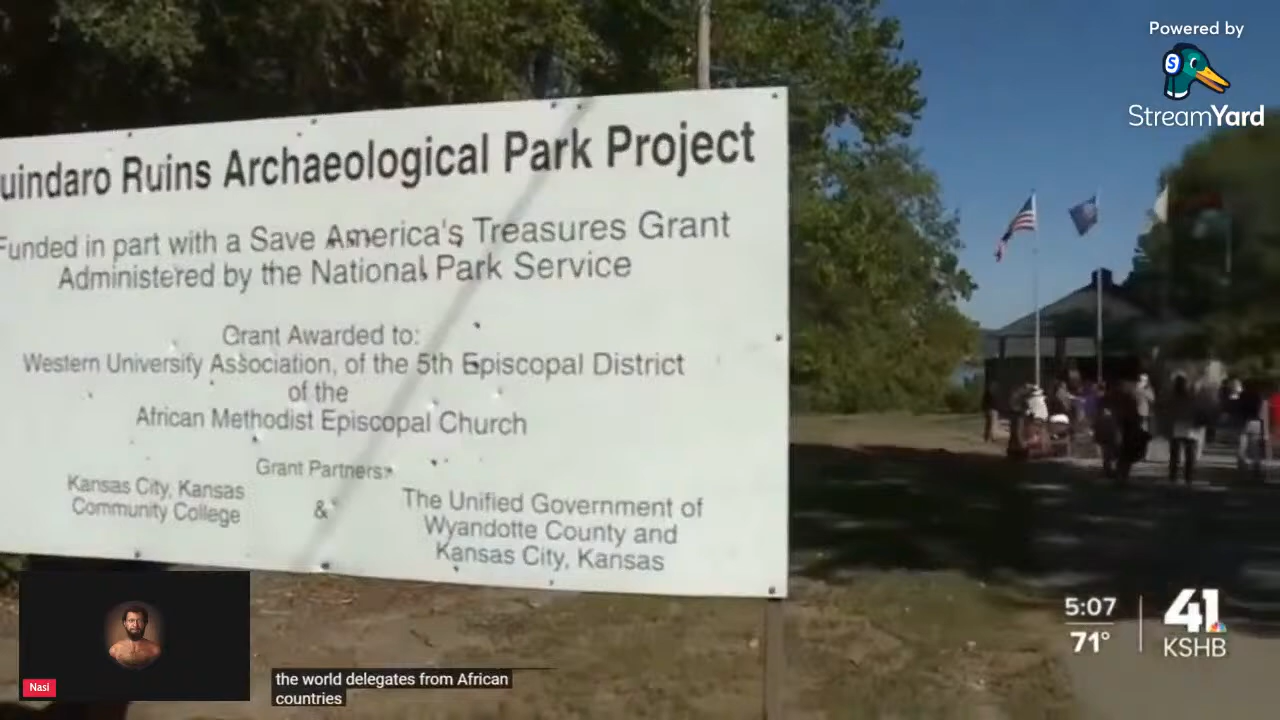 Powered by
StreamYard
uindaro Ruins Archaeological Park Project
Funded in part with a Save America's Treasures Grant
Administered by the National Park Service
Grant Awarded to:
Western University Association, of the 5th Episcopal District
of the
African Methodist Episcopal Church
Grant Partners:
Kansas City, Kansas
Community College
&
The Unified Government of
Wyandotte County and
Kansas City, Kansas
5:07
71°
41
KSHB
Nasi
the world delegates from African
countries